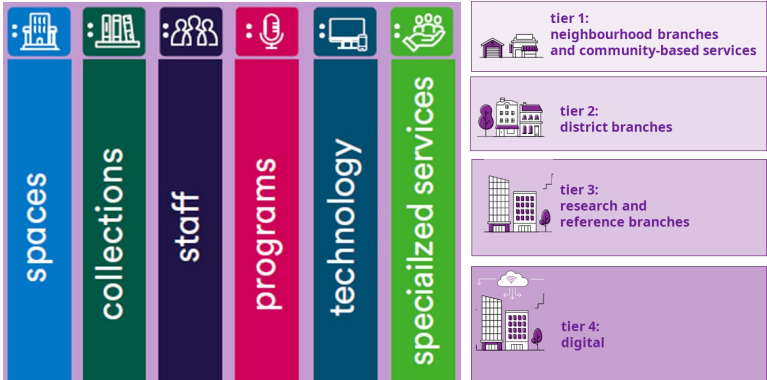 spaces
collections
staff
programs
technology
speciailzed services
tier 1:
neighbourhood branches
and community-based services
tier 2:
district branches
tier 3:
research and
reference branches
tier 4:
digital